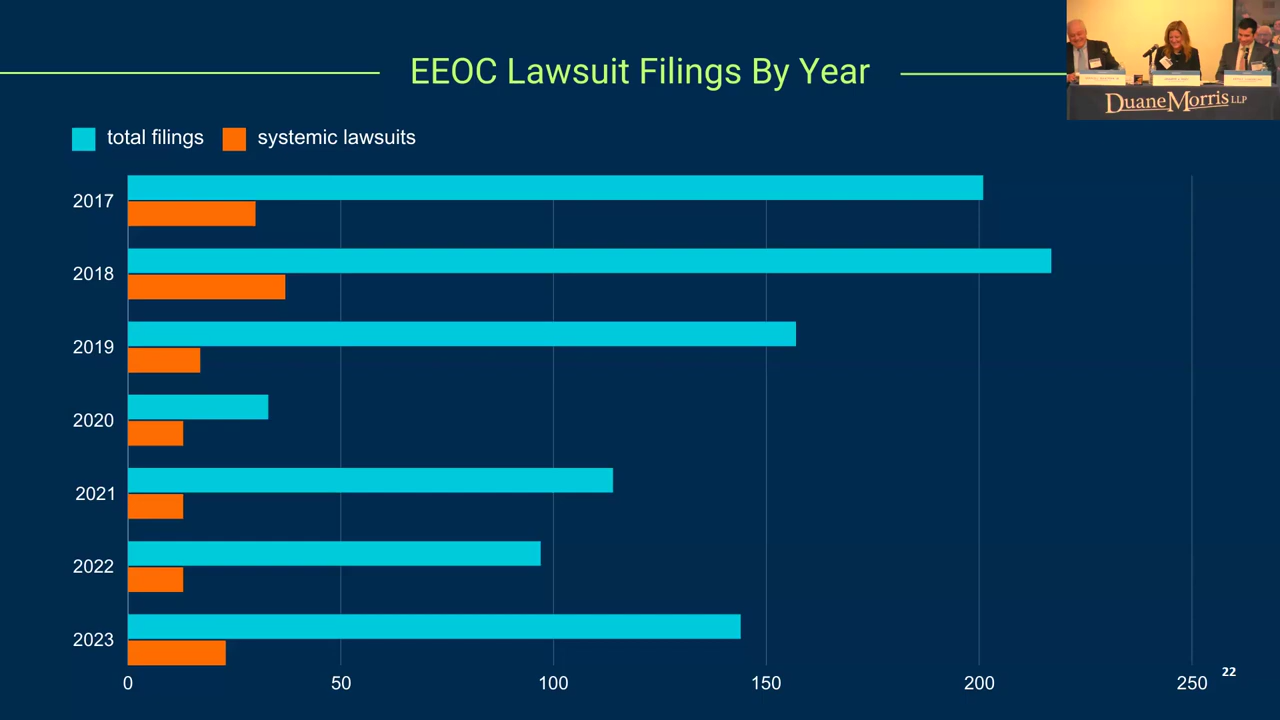 EEOC Lawsuit Filings By Year
DuaneMorris LLP
total filings systemic lawsuits
2017
2018
2019
2020
2021
2022
2023
0 50 100 150 200 250
22